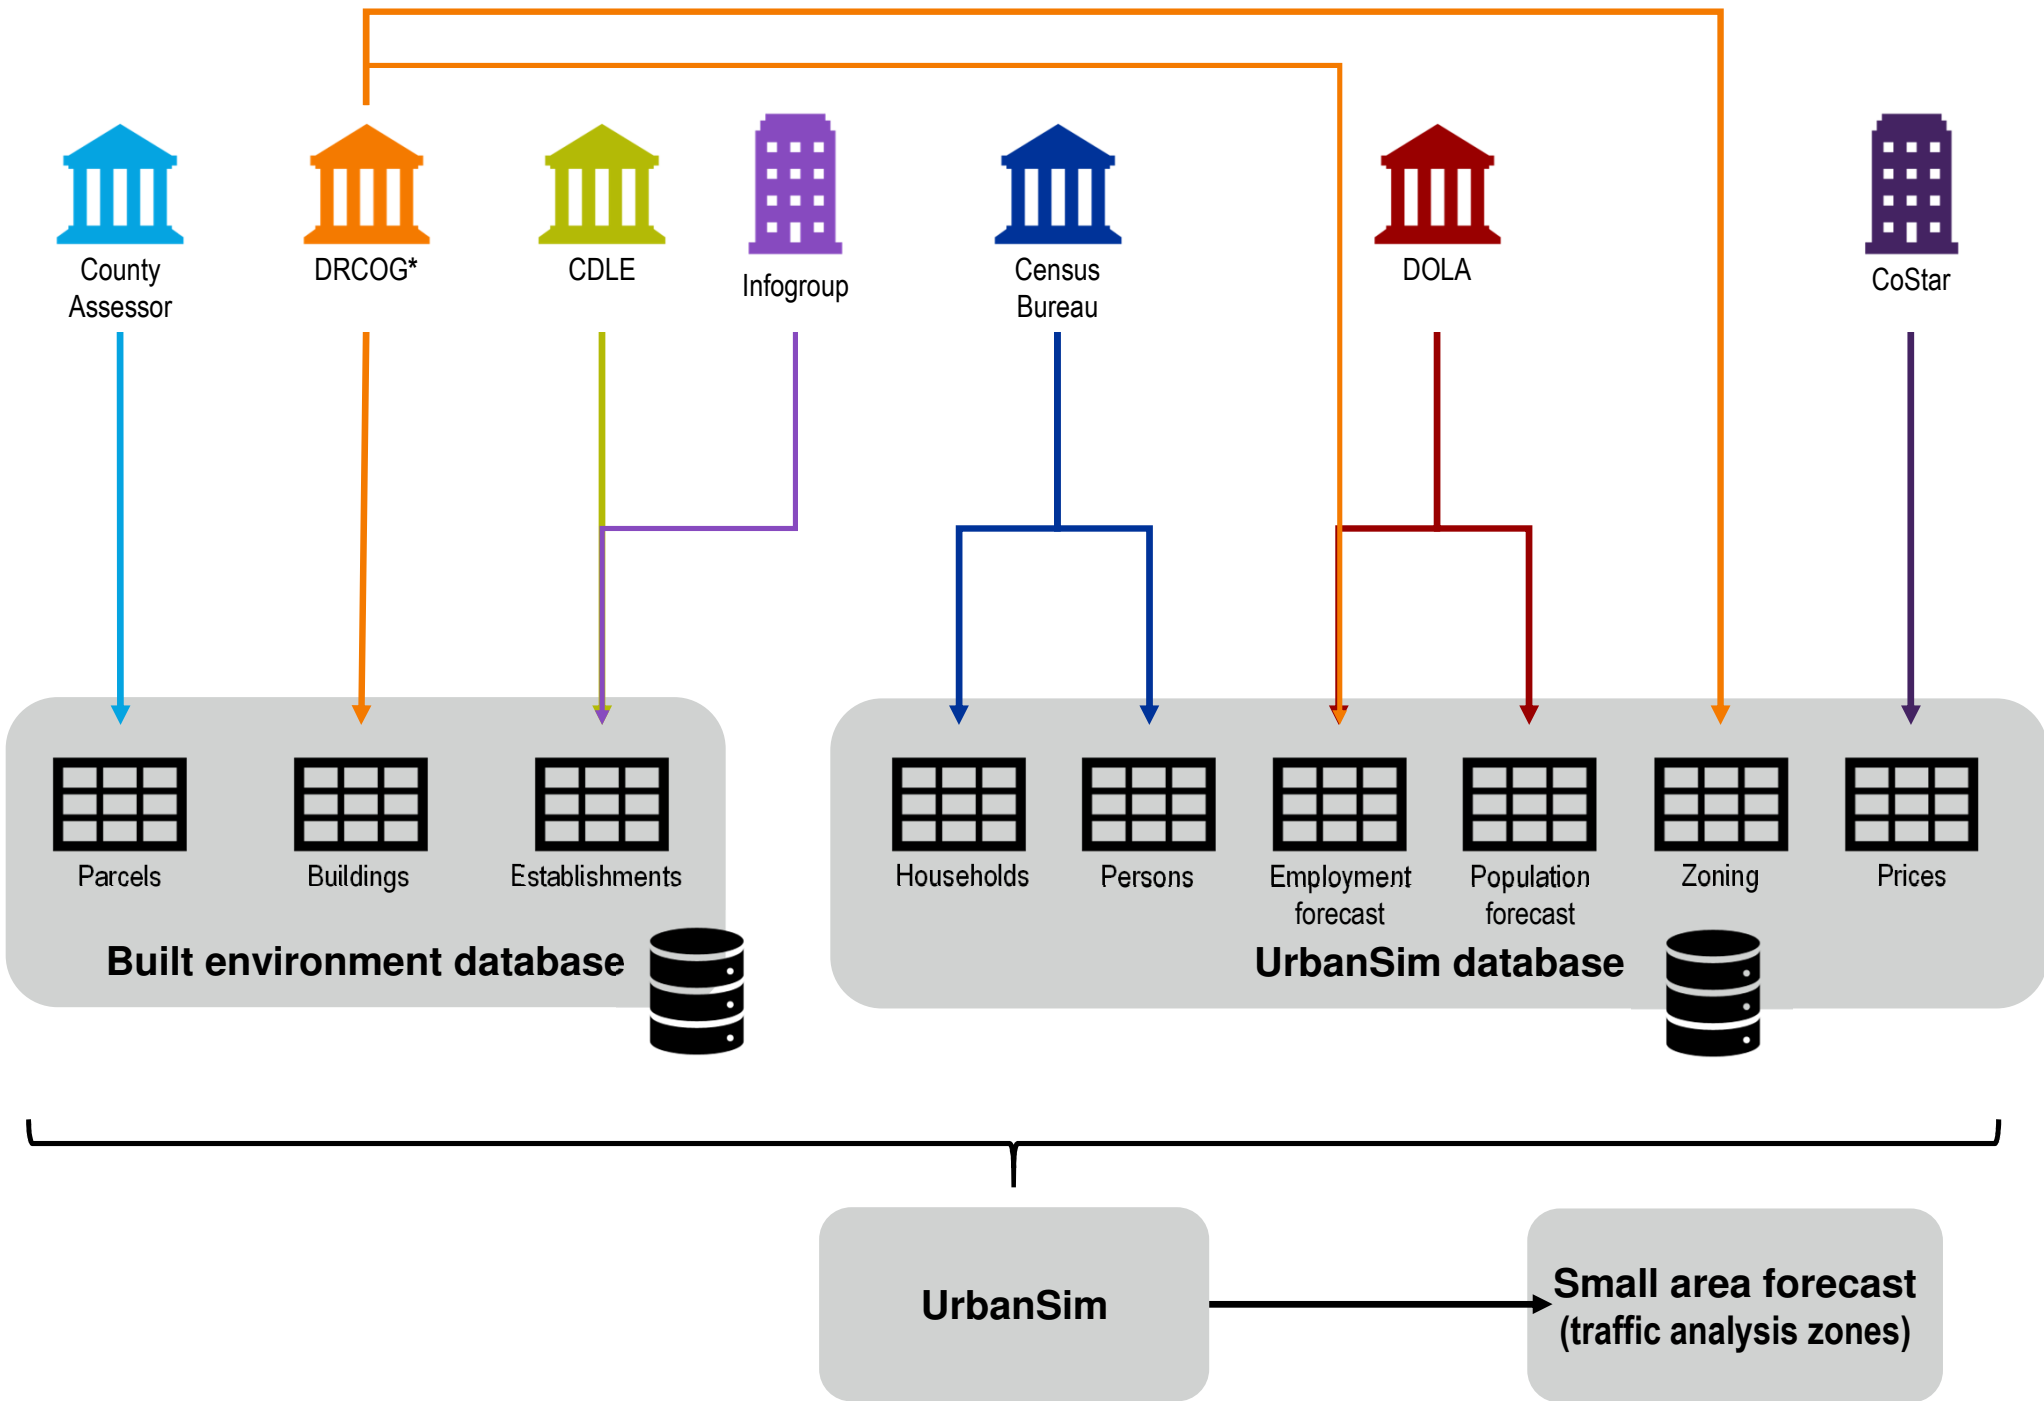 County
Assessor
DRCOG*
CDLE
Infogroup
Census
Bureau
DOLA
CoStar
Parcels
Buildings
Establishments
Built environment database
Households
Persons
Employment
forecast
Population
forecast
Zoning
Prices
UrbanSim database
UrbanSim
Small area forecast
(traffic analysis zones)